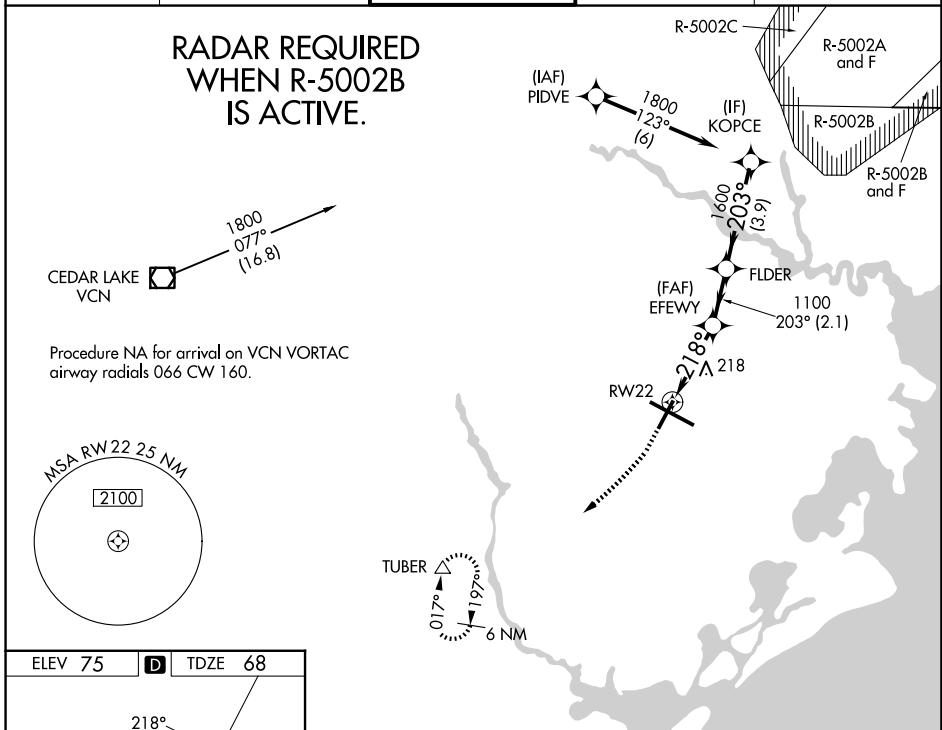 RADAR REQUIRED
WHEN R-5002B
IS ACTIVE.
R-5002C
R-5002A
and F
R-5002B
R-5002B
and F
(IAF)
PIDVE
1800
123°
(6)
(IF)
KOPCE
1600
203°
(3.9)
1800
077°
(16.8)
CEDAR LAKE
VCN
FLDER
(FAF)
EFEWY
1100
203° (2.1)
218°
218
RW22
Procedure NA for arrival on VCN VORTAC
airway radials 066 CW 160.
MSA RW22 25 NM
2100
TUBER
017°
197°
6 NM
ELEV 75
D
TDZE 68
218°